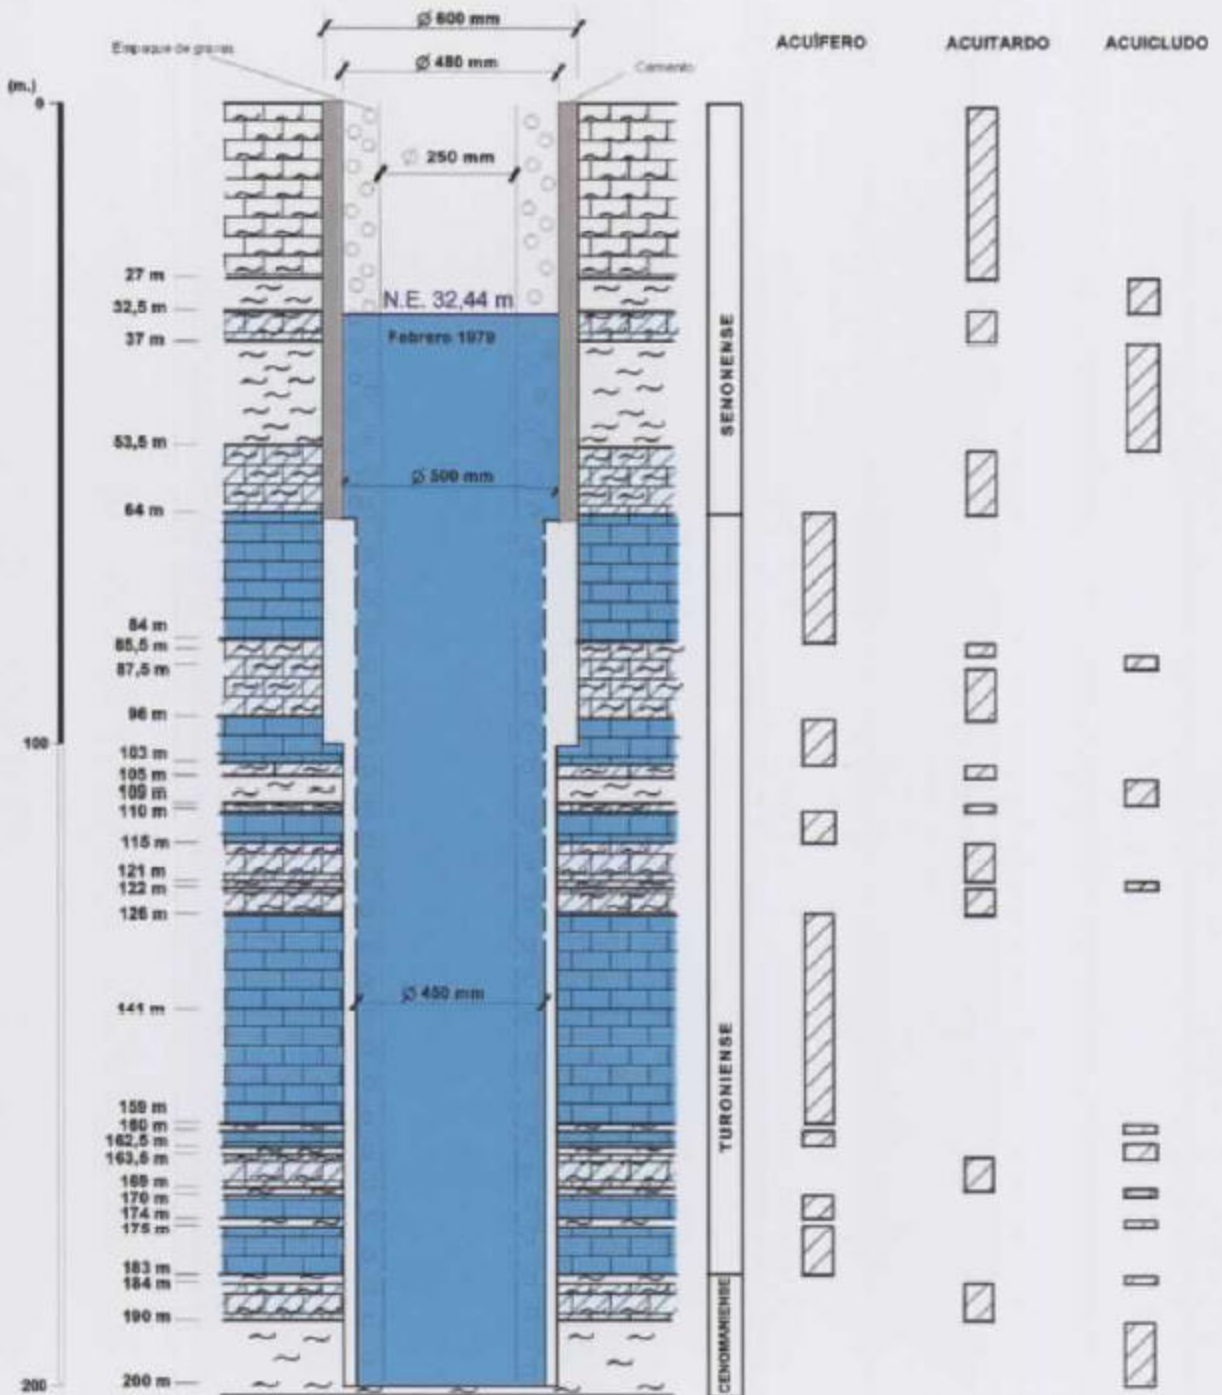 Ø 600 mm
Empaque de gravas
Ø 480 mm
Cemento
ACUÍFERO
ACUITARDO
ACUICLUDO
(m.)
0
Ø 250 mm
27 m
32,5 m
37 m
N.E. 32,44 m
Febrero 1979
53,5 m
Ø 500 mm
64 m
SENONENSE
84 m
85,5 m
87,5 m
96 m
100
103 m
105 m
109 m
110 m
115 m
121 m
122 m
126 m
Ø 450 mm
141 m
TURONIENSE
159 m
160 m
162,5 m
163,5 m
169 m
170 m
174 m
175 m
183 m
184 m
190 m
CENOMANIENSE
200
200 m